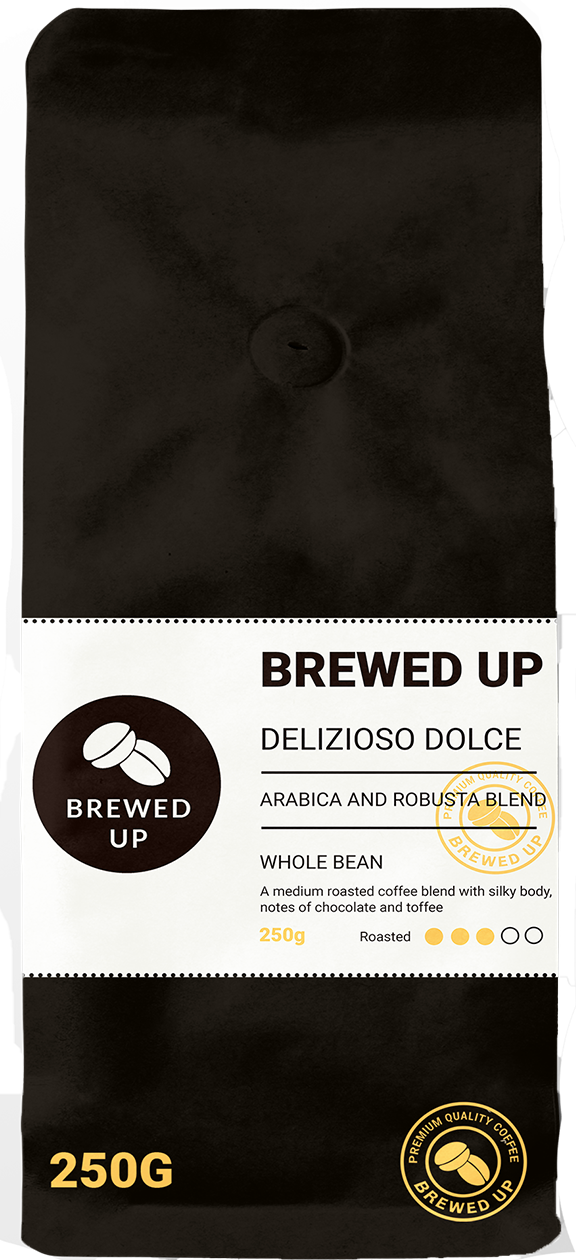 BREWED UP
DELIZIOSO DOLCE
ARABICA AND ROBUSTA BLEND
PREMIUM QUALITY COFFEE
BREWED UP
BREWED
UP
WHOLE BEAN
A medium roasted coffee blend with silky body,
notes of chocolate and toffee
250g Roasted
250G
PREMIUM QUALITY COFFEE
BREWED UP